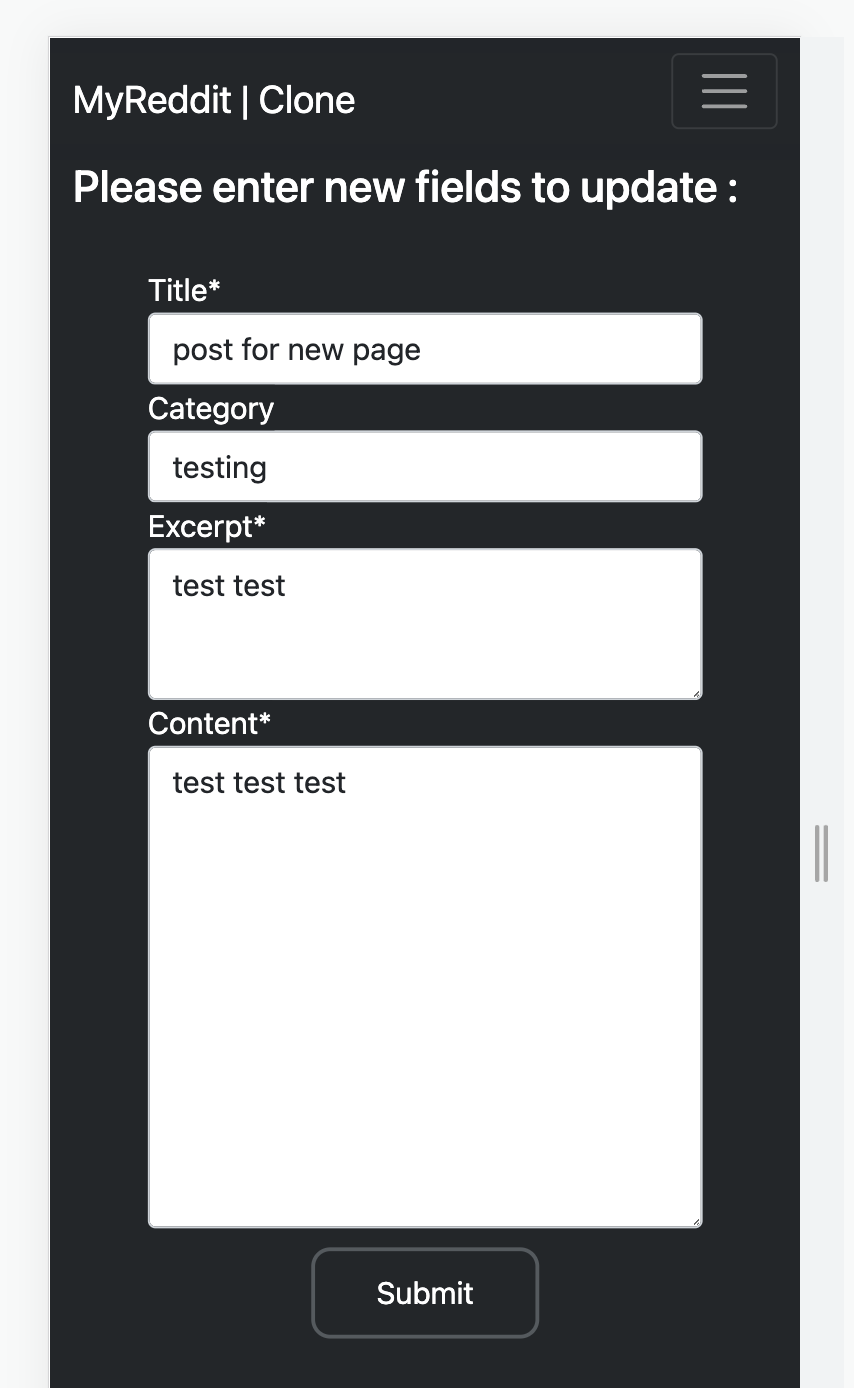 MyReddit | Clone
Please enter new fields to update :
Title*
post for new page
Category
testing
Excerpt*
test test
Content*
test test test
Submit